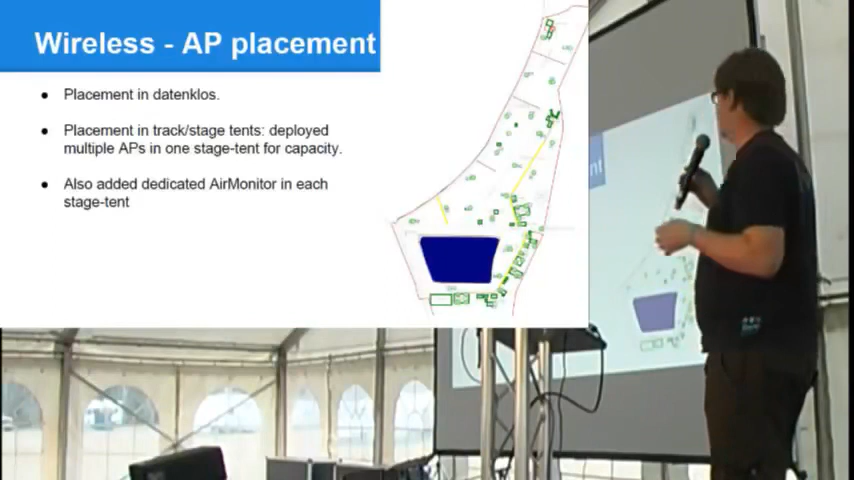 Wireless - AP placement
● Placement in datenklos.
● Placement in track/stage tents: deployed
multiple APs in one stage-tent for capacity.
● Also added dedicated AirMonitor in each
stage-tent